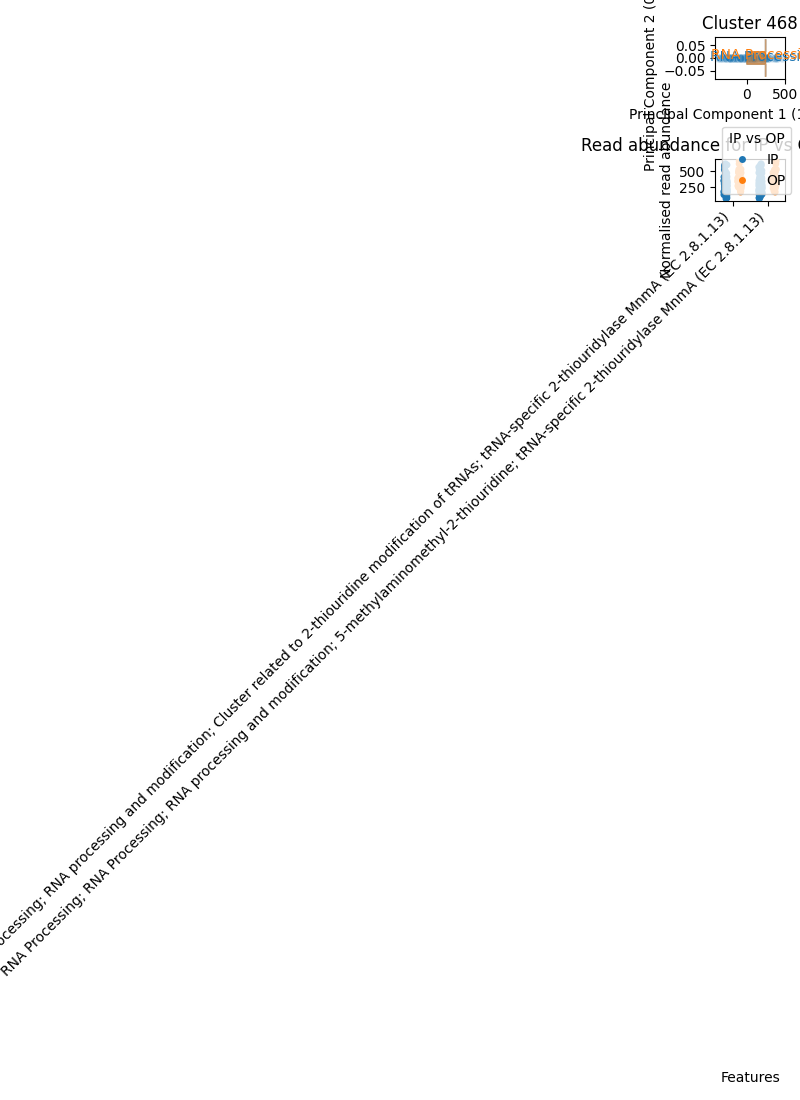 Cluster 468
Principal Component 2 (0
0.05
0.00
−0.05
RNA Processi
0
500
Principal Component 1 (1
Read abundance for IP vs O
Normalised read abundance
500
250
IP vs OP
IP
OP
ocessing; RNA processing and modification; Cluster related to 2-thiouridine modification of tRNAs; tRNA-specific 2-thiouridylase MnmA (EC 2.8.1.13)
RNA Processing; RNA Processing; RNA processing and modification; 5-methylaminomethyl-2-thiouridine; tRNA-specific 2-thiouridylase MnmA (EC 2.8.1.13)
Features